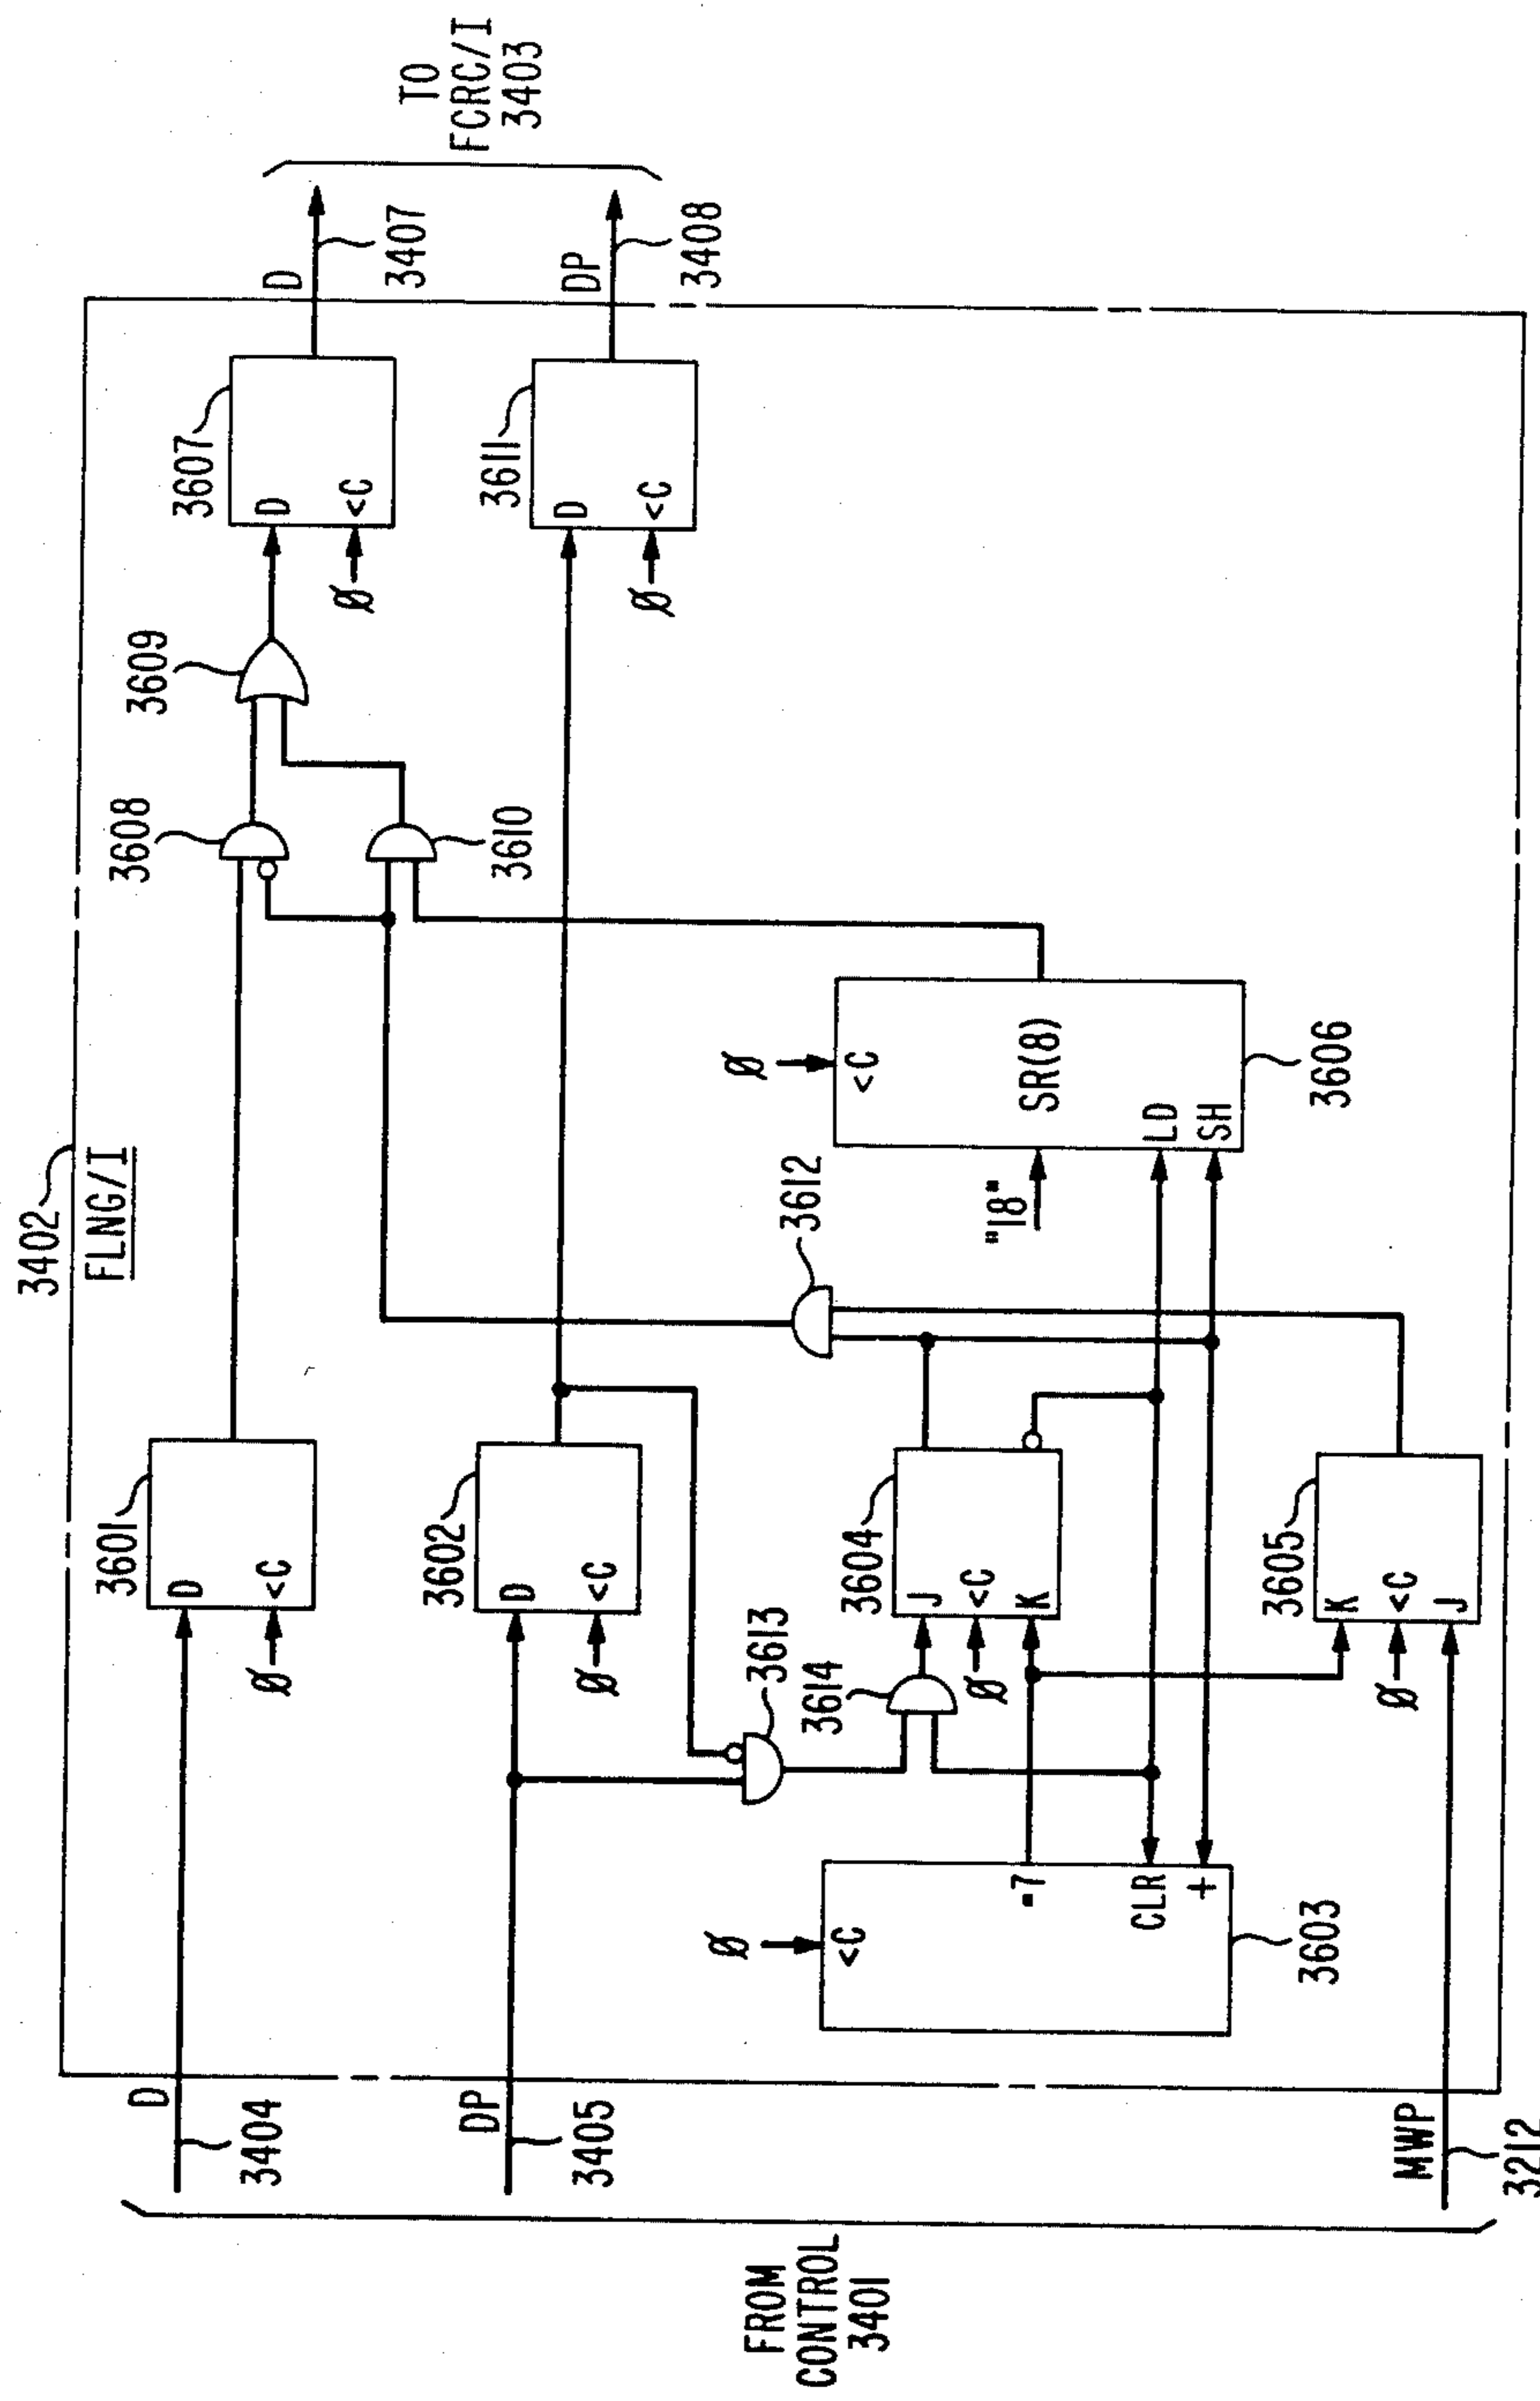 3402
FLNG/I
FROM
CONTROL
3401
D
3404
DP
3405
MWP
3212
3601
D
<C
Ø
3602
D
<C
Ø
3613
3614
3603
<C
Ø
=7
CLR
+
3604
J
<C
K
Ø
3605
K
<C
J
Ø
3612
"18"
3606
SR(8)
<C
Ø
LD
SH
3608
3610
3609
3607
D
<C
Ø
3611
D
<C
Ø
D
3407
DP
3408
TO
FCRC/I
3403